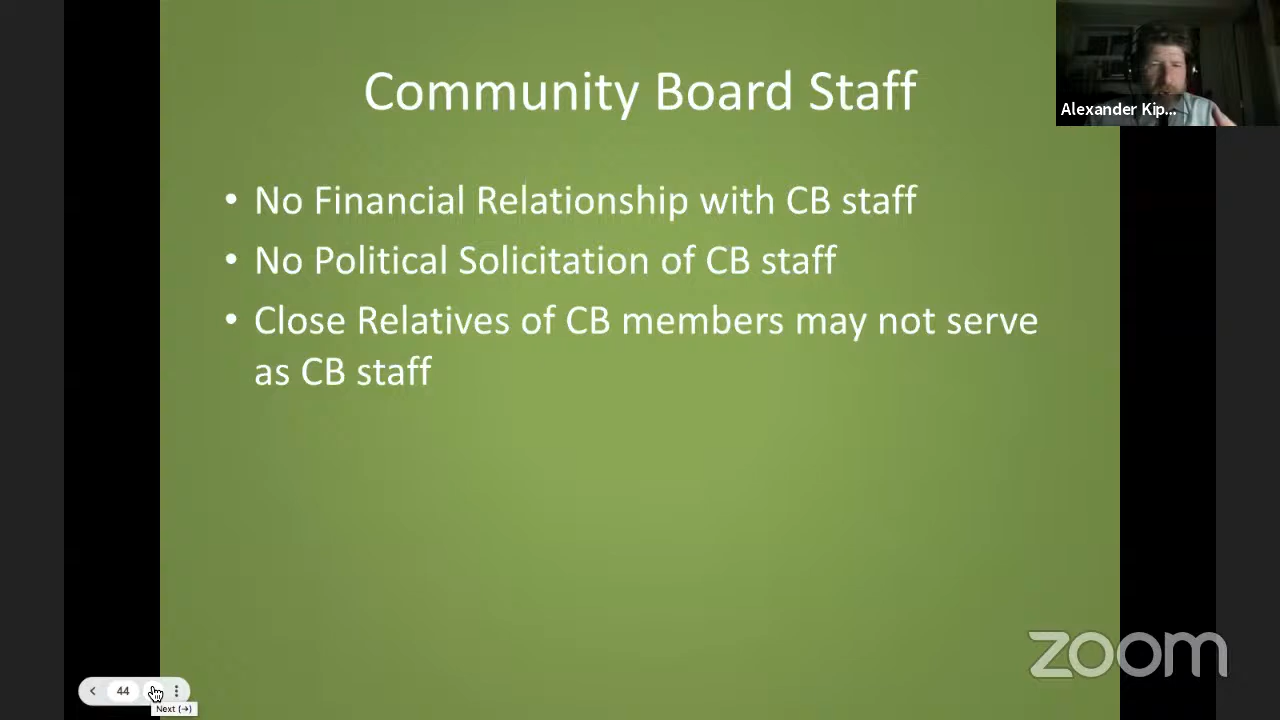 Community Board Staff
Alexander Kip...
• No Financial Relationship with CB staff
• No Political Solicitation of CB staff
• Close Relatives of CB members may not serve
as CB staff
zoom
44
Next (→)